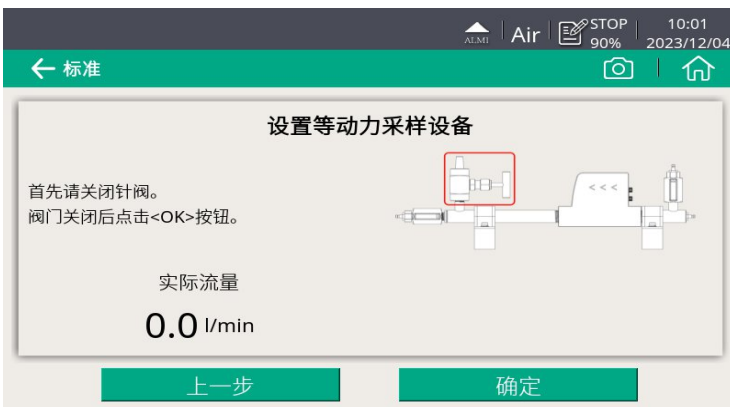 ALMI Air STOP 10:01
90% 2023/12/04
标准
设置等动力采样设备
首先请关闭针阀。
阀门关闭后点击<OK>按钮。
<<<
实际流量
0.0 l/min
上一步 确定